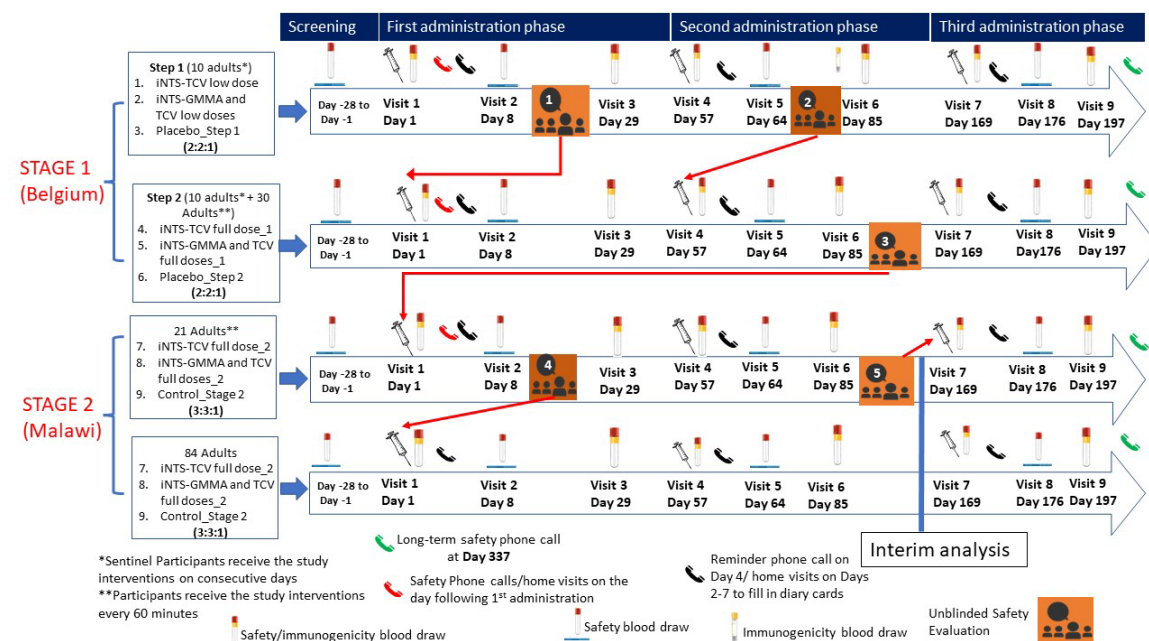 Screening
First administration phase
Second administration phase
Third administration phase
Step 1 (10 adults*)
1. iNTS-TCV low dose
2. iNTS-GMMA and
TCV low doses
3. Placebo_Step 1
(2:2:1)
Day -28 to
Day -1
Visit 1
Day 1
Visit 2
Day 8
1
Visit 3
Day 29
Visit 4
Day 57
Visit 5
Day 64
2
Visit 6
Day 85
Visit 7
Day 169
Visit 8
Day 176
Visit 9
Day 197
STAGE 1
(Belgium)
Step 2 (10 adults* + 30
Adults**)
4. iNTS-TCV full dose_1
5. iNTS-GMMA and TCV
full doses_1
6. Placebo_Step 2
(2:2:1)
Day -28 to
Day -1
Visit 1
Day 1
Visit 2
Day 8
Visit 3
Day 29
Visit 4
Day 57
Visit 5
Day 64
Visit 6
Day 85
3
Visit 7
Day 169
Visit 8
Day176
Visit 9
Day 197
STAGE 2
(Malawi)
21 Adults**
7. iNTS-TCV full dose_2
8. iNTS-GMMA and TCV
full doses_2
9. Control_Stage 2
(3:3:1)
Day -28 to
Day -1
Visit 1
Day 1
Visit 2
Day 8
4
Visit 3
Day 29
Visit 4
Day 57
Visit 5
Day 64
Visit 6
Day 85
5
Visit 7
Day 169
Visit 8
Day 176
Visit 9
Day 197
84 Adults
7. iNTS-TCV full dose_2
8. iNTS-GMMA and TCV
full doses_2
9. Control_Stage 2
(3:3:1)
Day -28 to
Day -1
Visit 1
Day 1
Visit 2
Day 8
Visit 3
Day 29
Visit 4
Day 57
Visit 5
Day 64
Visit 6
Day 85
Visit 7
Day 169
Visit 8
Day 176
Visit 9
Day 197
Interim analysis
*Sentinel Participants receive the study
interventions on consecutive days
**Participants receive the study interventions
every 60 minutes
Long-term safety phone call
at Day 337
Safety Phone calls/home visits on the
day following 1st administration
Reminder phone call on
Day 4/ home visits on Days
2-7 to fill in diary cards
Safety/immunogenicity blood draw
Safety blood draw
Immunogenicity blood draw
Unblinded Safety
Evaluation